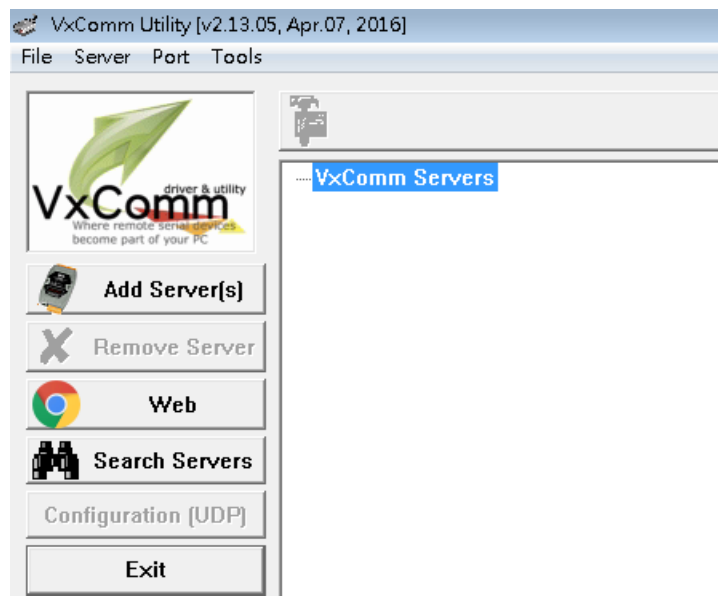 VxComm Utility [v2.13.05, Apr.07, 2016]
File Server Port Tools
VxComm
driver & utility
Where remote serial devices
become part of your PC
VxComm Servers
Add Server(s)
Remove Server
Web
Search Servers
Configuration (UDP)
Exit